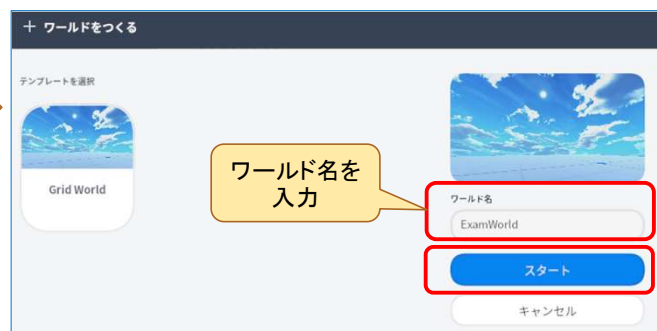 ＋ ワールドをつくる
テンプレートを選択
Grid World
ワールド名を
入力
ワールド名
ExamWorld
スタート
キャンセル